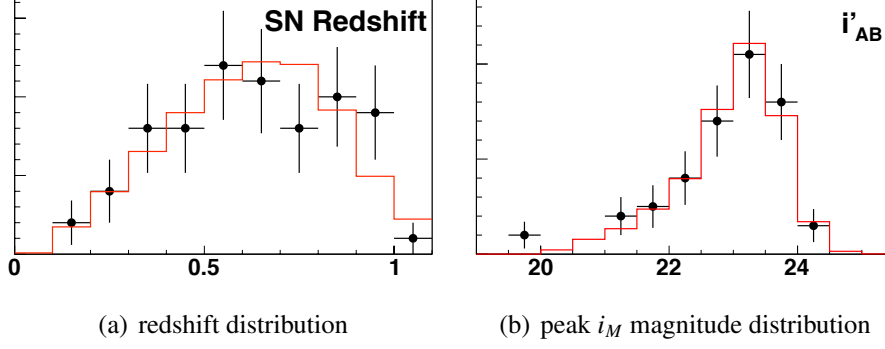 SN Redshift
i'AB
0 0.5 1
20 22 24
(a) redshift distribution
(b) peak iM magnitude distribution